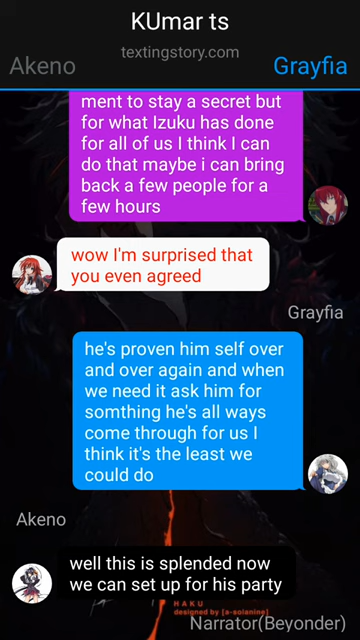 KUmar ts
textingstory.com
Akeno
Grayfia
ment to stay a secret but
for what Izuku has done
for all of us I think I can
do that maybe i can bring
back a few people for a
few hours
wow I'm surprised that
you even agreed
Grayfia
he's proven him self over
and over again and when
we need it ask him for
somthing he's all ways
come through for us I
think it's the least we
could do
Akeno
well this is splended now
we can set up for his party
HAKU
designed by [a-solanine]
Narrator(Beyonder)